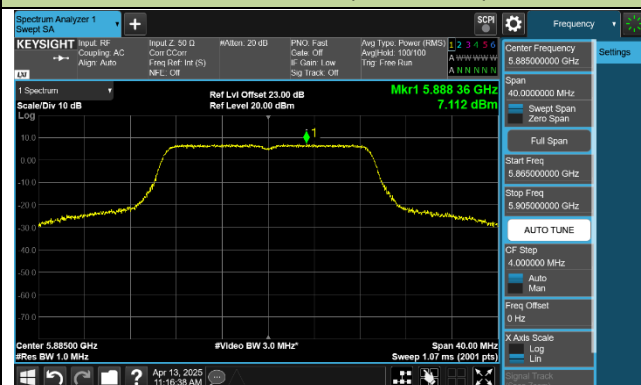 Spectrum Analyzer 1
Swept SA
+
SCPI
Frequency
KEYSIGHT
Input: RF
Coupling: AC
Align: Auto
Input Z: 50 Ω
Corr CCorr
Freq Ref: Int (S)
NFE: Off
#Atten: 20 dB
PNO: Fast
Gate: Off
IF Gain: Low
Sig Track: Off
Avg Type: Power (RMS)
Avg|Hold: 100/100
Trig: Free Run
1 2 3 4 5 6
A W W W W W
A N N N N N
LXI
1 Spectrum
Scale/Div 10 dB
Log
Ref Lvl Offset 23.00 dB
Ref Level 20.00 dBm
Mkr1 5.888 36 GHz
7.112 dBm
1
10.0
0.00
-10.0
-20.0
-30.0
-40.0
-50.0
-60.0
-70.0
Center 5.88500 GHz
#Res BW 1.0 MHz
#Video BW 3.0 MHz*
Span 40.00 MHz
Sweep 1.07 ms (2001 pts)
Center Frequency
5.885000000 GHz
Settings
Span
40.0000000 MHz
Swept Span
Zero Span
Full Span
Start Freq
5.865000000 GHz
Stop Freq
5.905000000 GHz
AUTO TUNE
CF Step
4.000000 MHz
Auto
Man
Freq Offset
0 Hz
X Axis Scale
Log
Lin
Signal Track
?
Apr 13, 2025
11:16:38 AM